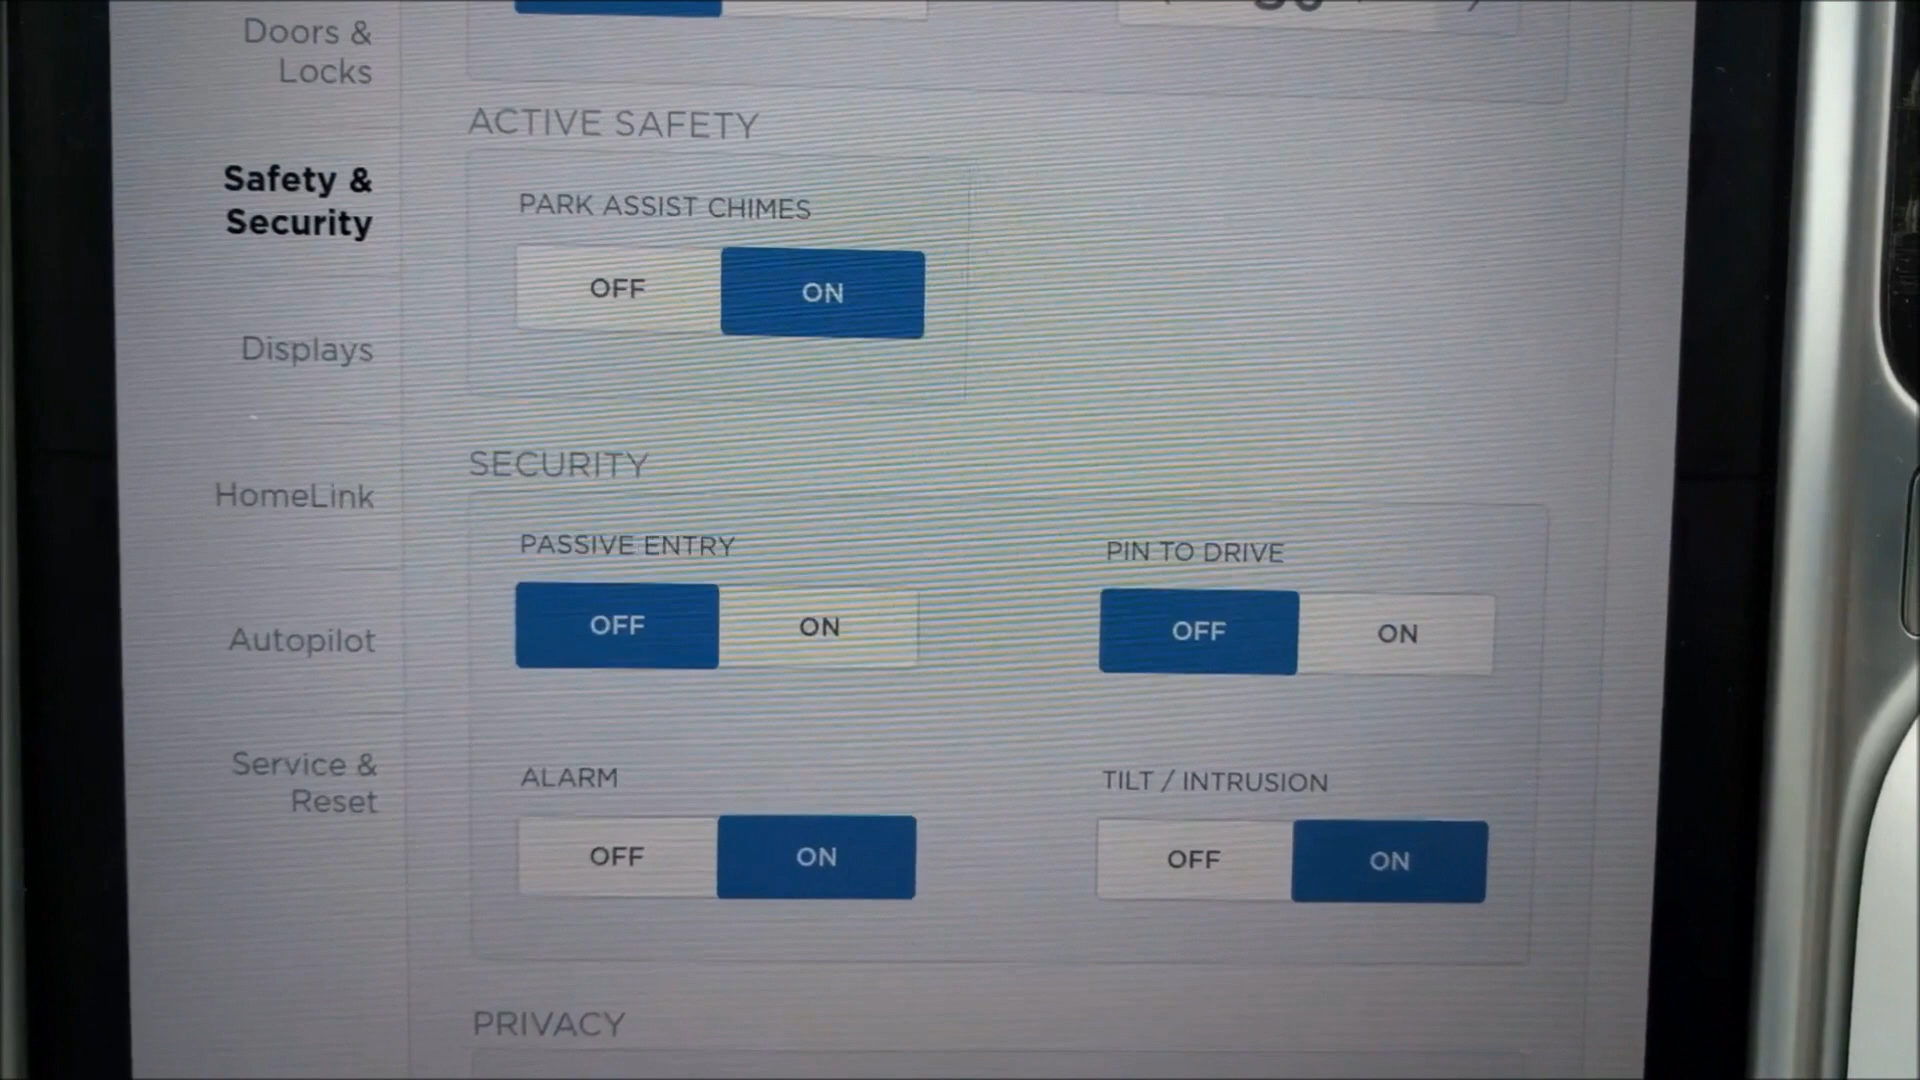 Doors &
Locks
Safety &
Security
Displays
HomeLink
Autopilot
Service &
Reset
ACTIVE SAFETY
PARK ASSIST CHIMES
OFF ON
SECURITY
PASSIVE ENTRY PIN TO DRIVE
OFF ON OFF ON
ALARM TILT / INTRUSION
OFF ON OFF ON
PRIVACY